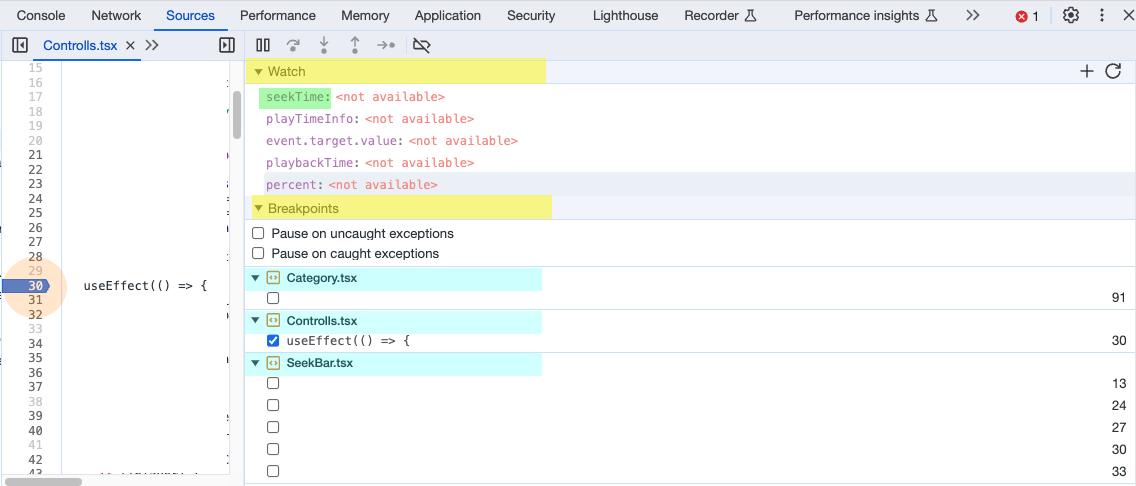 Console Network Sources Performance Memory Application Security Lighthouse Recorder Performance insights 1
Controlls.tsx
Watch
seekTime: <not available>
playTimeInfo: <not available>
event.target.value: <not available>
playbackTime: <not available>
percent: <not available>
Breakpoints
Pause on uncaught exceptions
Pause on caught exceptions
Category.tsx
91
Controlls.tsx
useEffect(() => { 30
SeekBar.tsx
13
24
27
30
33
15
16
17
18
19
20
21
22
23
24
25
26
27
28
29
30 useEffect(() => {
31
32
33
34
35
36
37
38
39
40
41
42
43